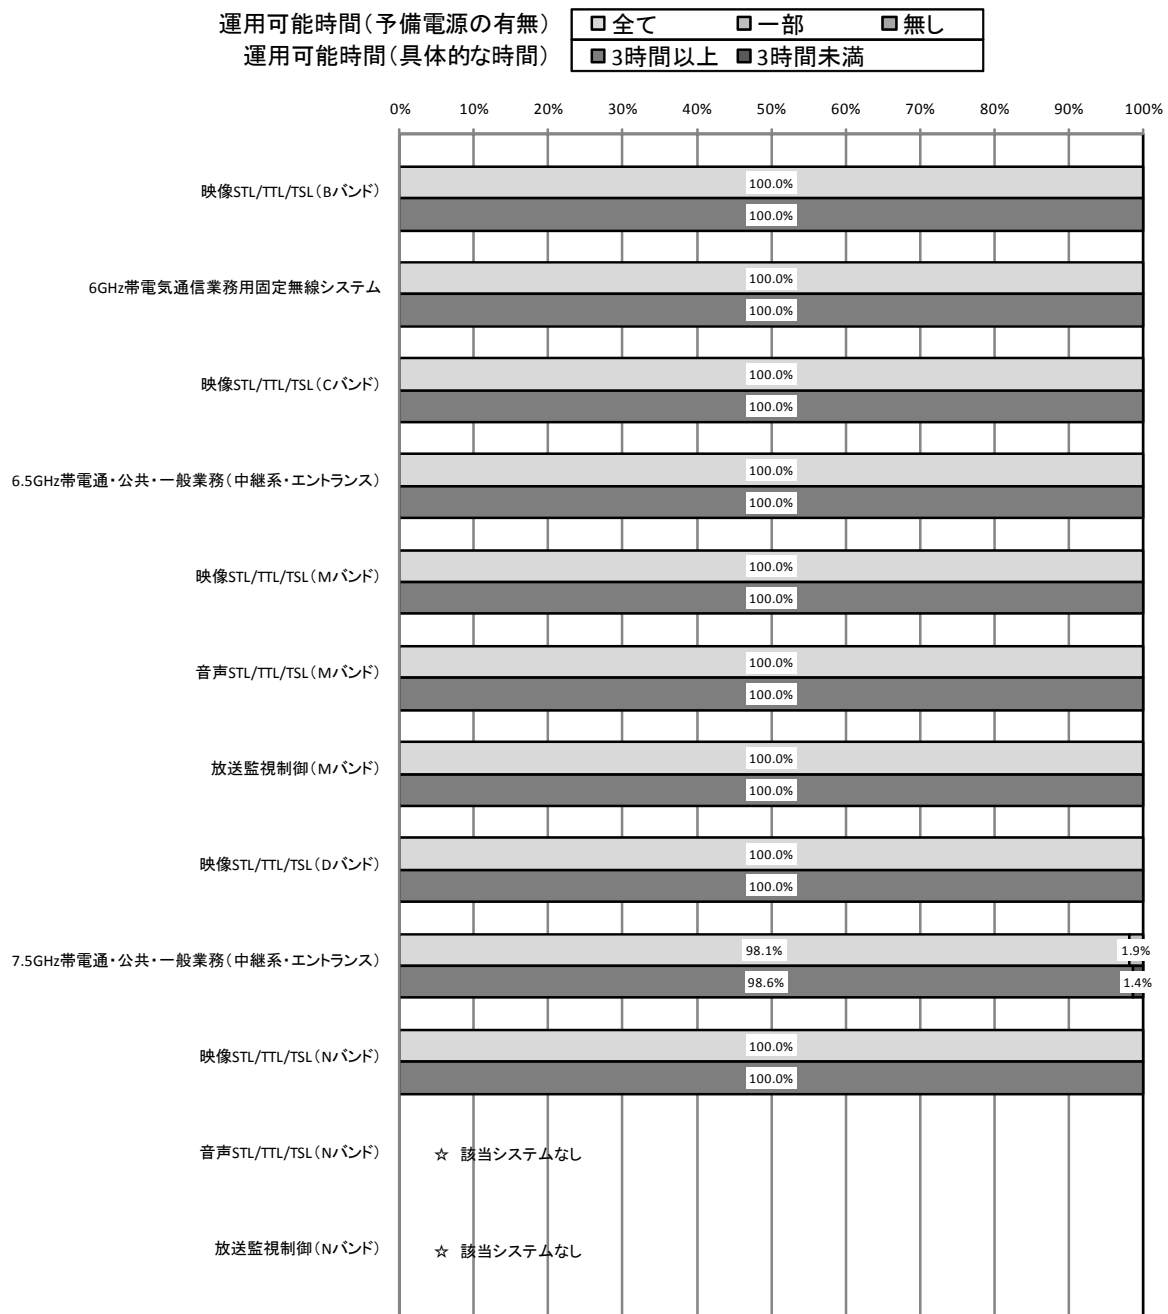 運用可能時間(予備電源の有無) 全て 一部 無し
運用可能時間(具体的な時間) 3時間以上 3時間未満
0% 10% 20% 30% 40% 50% 60% 70% 80% 90% 100%
映像STL/TTL/TSL(Bバンド)
100.0%
100.0%
6GHz帯電気通信業務用固定無線システム
100.0%
100.0%
映像STL/TTL/TSL(Cバンド)
100.0%
100.0%
6.5GHz帯電通・公共・一般業務(中継系・エントランス)
100.0%
100.0%
映像STL/TTL/TSL(Mバンド)
100.0%
100.0%
音声STL/TTL/TSL(Mバンド)
100.0%
100.0%
放送監視制御(Mバンド)
100.0%
100.0%
映像STL/TTL/TSL(Dバンド)
100.0%
100.0%
7.5GHz帯電通・公共・一般業務(中継系・エントランス)
98.1% 1.9%
98.6% 1.4%
映像STL/TTL/TSL(Nバンド)
100.0%
100.0%
音声STL/TTL/TSL(Nバンド)
☆ 該当システムなし
放送監視制御(Nバンド)
☆ 該当システムなし